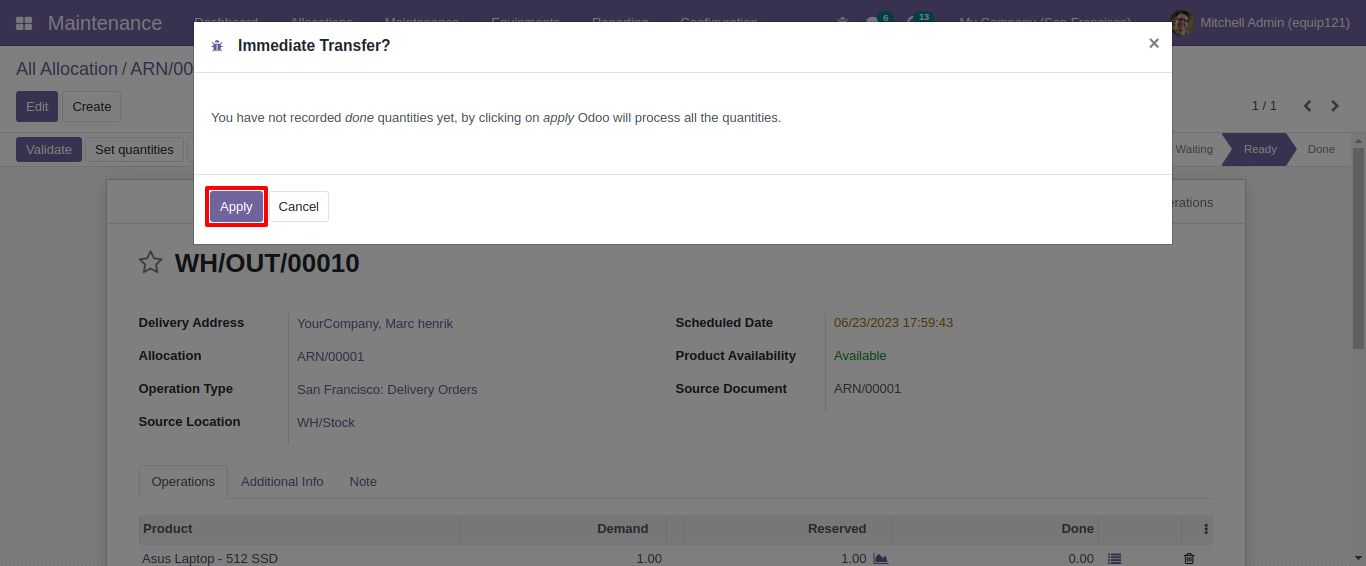 Maintenance
Dashboard Allocations Maintenance Equipments Reporting Configuration 6 13 My Company (San Francisco) Mitchell Admin (equip121)
Immediate Transfer? ×
All Allocation / ARN/00
Edit Create 1 / 1
You have not recorded done quantities yet, by clicking on apply Odoo will process all the quantities.
Validate Set quantities Waiting Ready Done
Apply Cancel
WH/OUT/00010
Delivery Address YourCompany, Marc henrik Scheduled Date 06/23/2023 17:59:43
Allocation ARN/00001 Product Availability Available
Operation Type San Francisco: Delivery Orders Source Document ARN/00001
Source Location WH/Stock
Operations Additional Info Note
Product Demand Reserved Done
Asus Laptop - 512 SSD 1.00 1.00 0.00